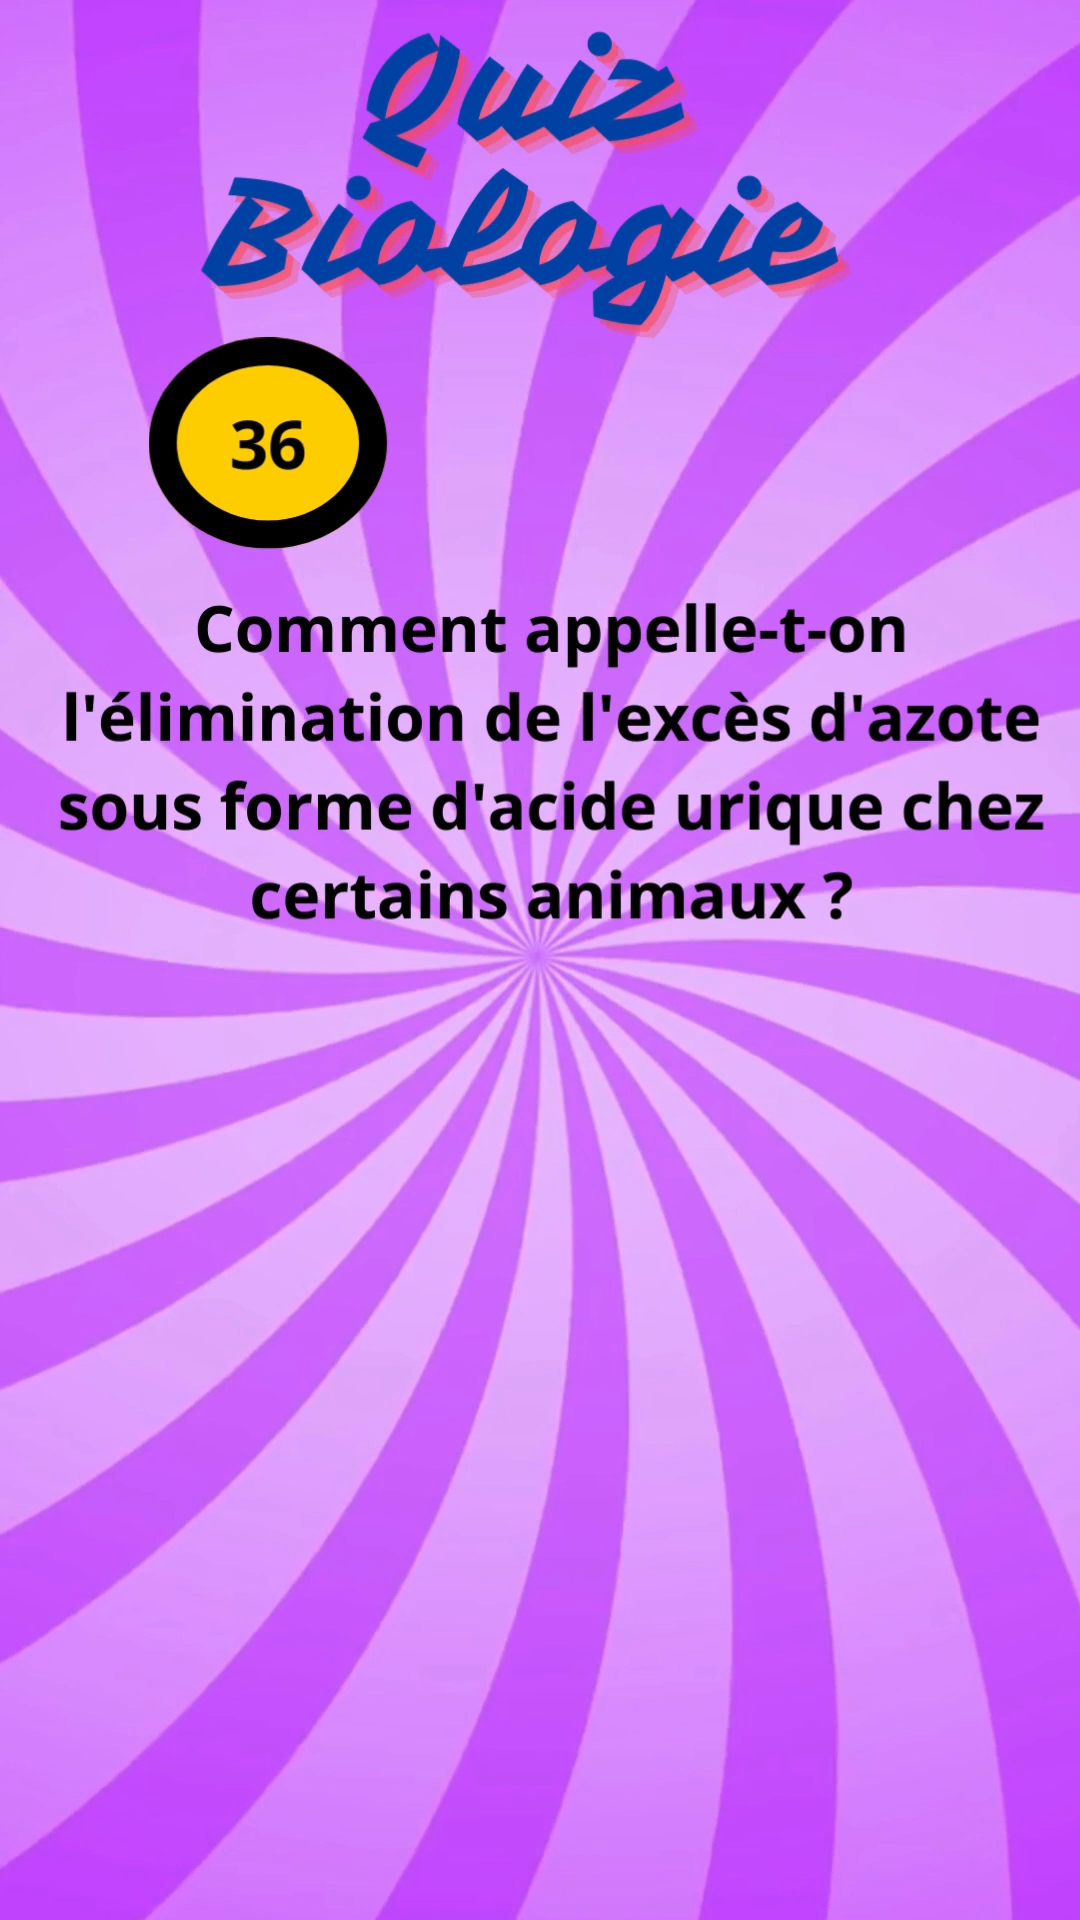 Quiz
Biologie
36
Comment appelle-t-on
l'élimination de l'excès d'azote
sous forme d'acide urique chez
certains animaux ?